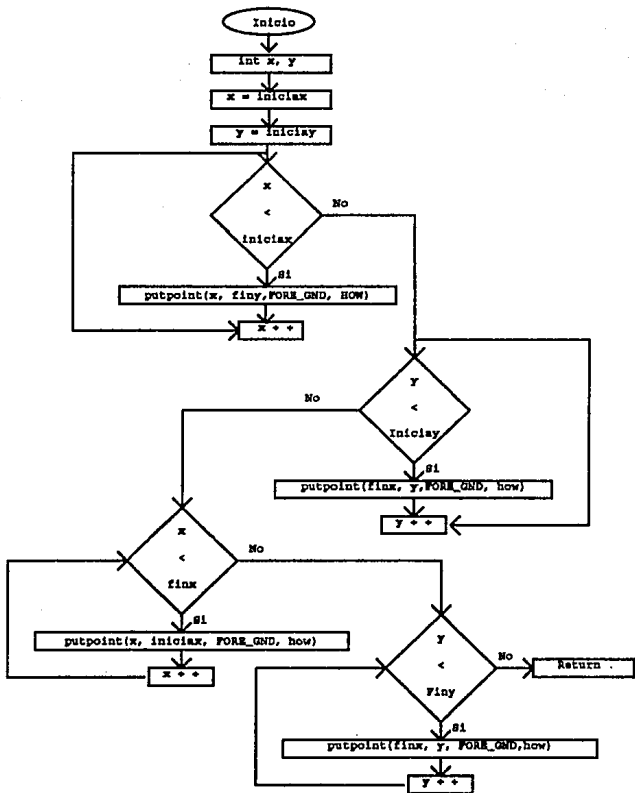 Inicio
int x, y
x = iniciax
y = iniciay
x
<
iniciax
No
Si
putpoint(x, finy,FORE_GND, HOW)
x + +
y
<
Iniciay
No
Si
putpoint(finx, y,FORE_GND, how)
y + +
x
<
finx
No
Si
putpoint(x, iniciax, FORE_GND, how)
x + +
y
<
Finy
No
Return .
Si
putpoint(finx, y, FORE_GND,how)
y + +